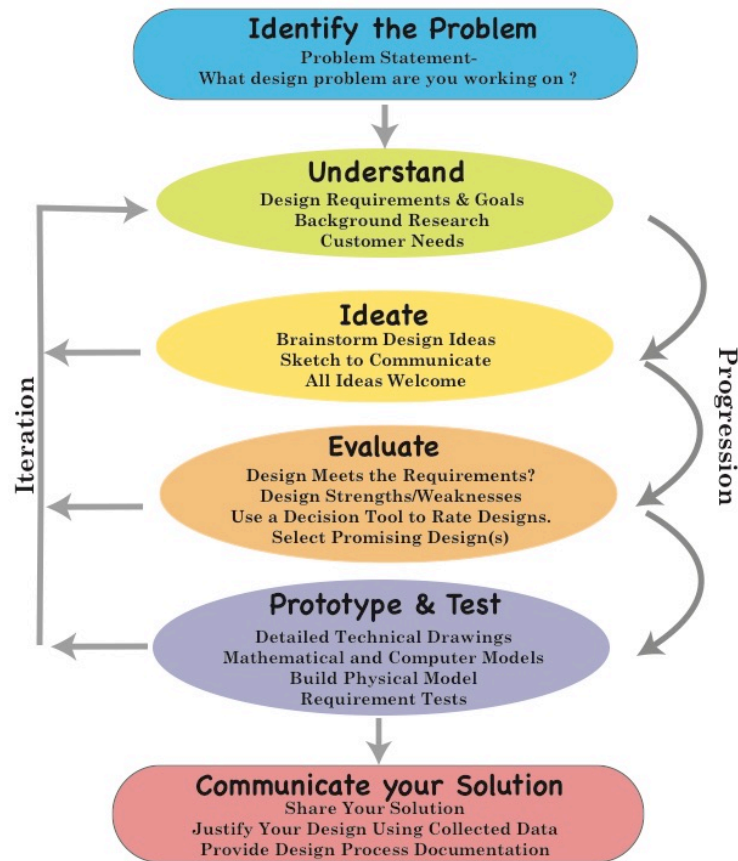 Identify the Problem
Problem Statement-
What design problem are you working on ?
Understand
Design Requirements & Goals
Background Research
Customer Needs
Ideate
Brainstorm Design Ideas
Sketch to Communicate
All Ideas Welcome
Evaluate
Design Meets the Requirements?
Design Strengths/Weaknesses
Use a Decision Tool to Rate Designs.
Select Promising Design(s)
Prototype & Test
Detailed Technical Drawings
Mathematical and Computer Models
Build Physical Model
Requirement Tests
Communicate your Solution
Share Your Solution
Justify Your Design Using Collected Data
Provide Design Process Documentation
Iteration
Progression